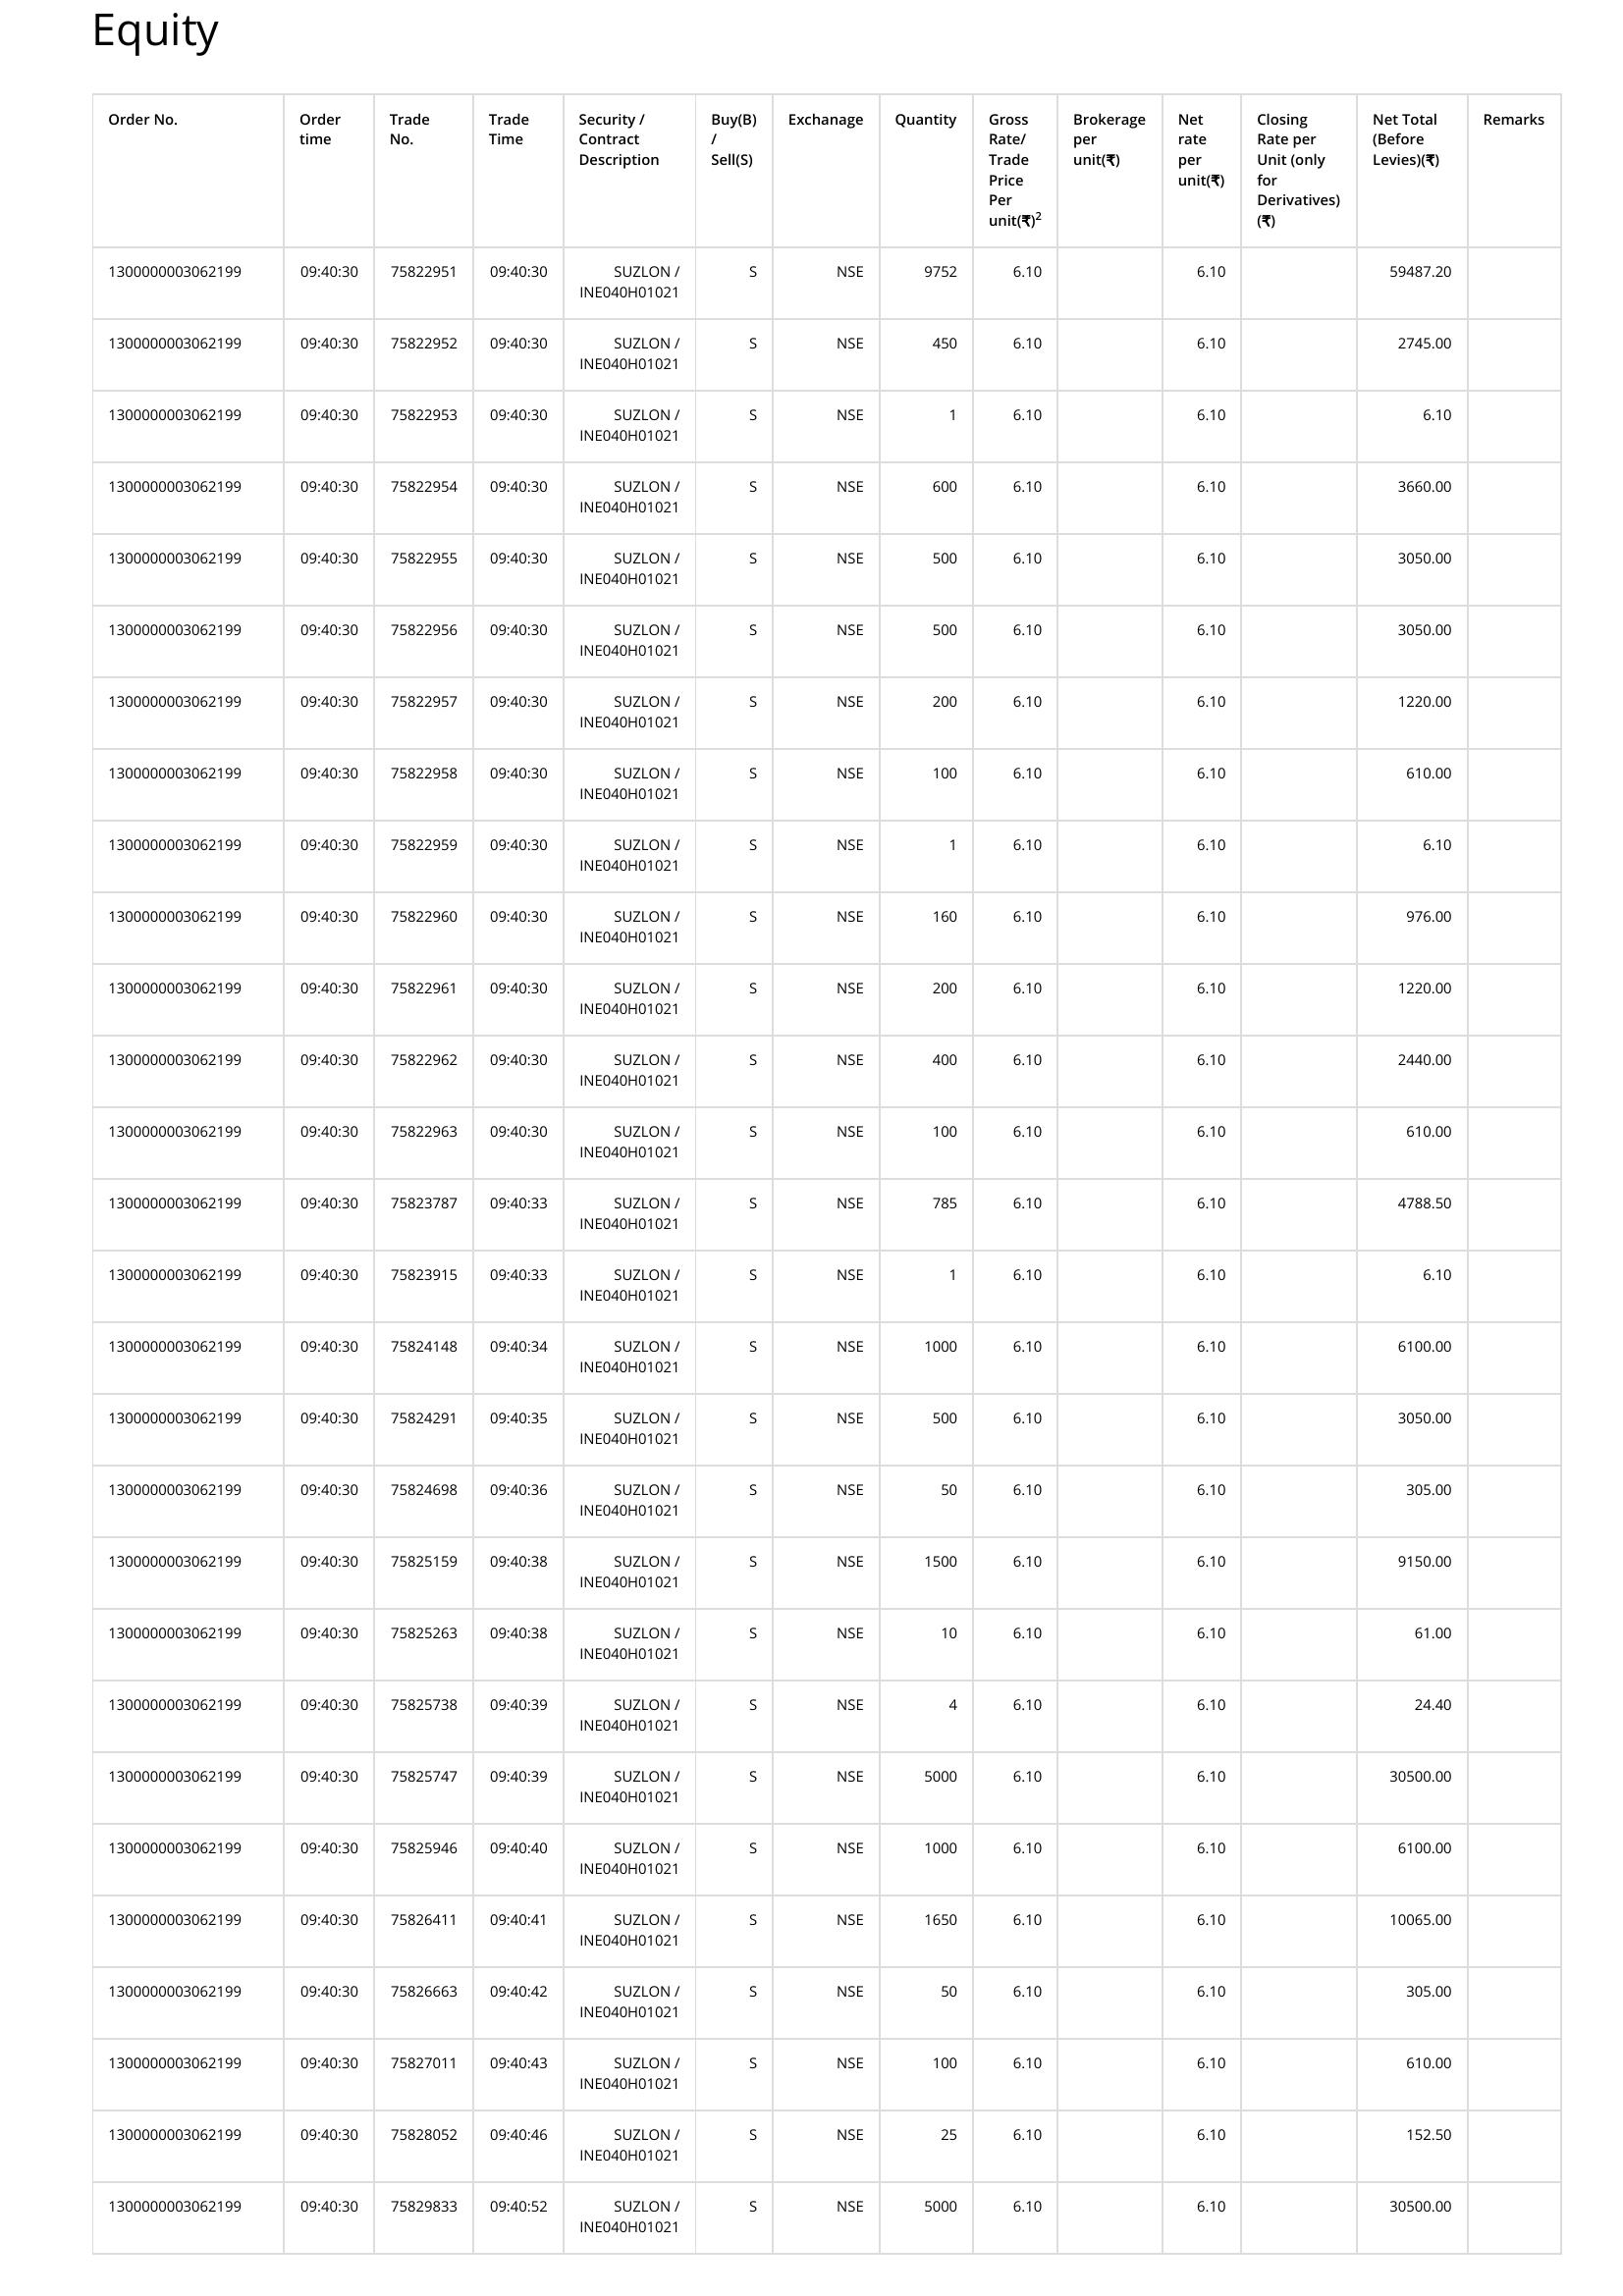 Equity
Order No. Order time Trade No. Trade Time Security / Contract Description Buy(B) / Sell(S) Exchanage Quantity Gross Rate/ Trade Price Per unit(₹)2 Brokerage per unit(₹) Net rate per unit(₹) Closing Rate per Unit (only for Derivatives) (₹) Net Total (Before Levies)(₹) Remarks
1300000003062199 09:40:30 75822951 09:40:30 SUZLON / INE040H01021 S NSE 9752 6.10 6.10 59487.20
1300000003062199 09:40:30 75822952 09:40:30 SUZLON / INE040H01021 S NSE 450 6.10 6.10 2745.00
1300000003062199 09:40:30 75822953 09:40:30 SUZLON / INE040H01021 S NSE 1 6.10 6.10 6.10
1300000003062199 09:40:30 75822954 09:40:30 SUZLON / INE040H01021 S NSE 600 6.10 6.10 3660.00
1300000003062199 09:40:30 75822955 09:40:30 SUZLON / INE040H01021 S NSE 500 6.10 6.10 3050.00
1300000003062199 09:40:30 75822956 09:40:30 SUZLON / INE040H01021 S NSE 500 6.10 6.10 3050.00
1300000003062199 09:40:30 75822957 09:40:30 SUZLON / INE040H01021 S NSE 200 6.10 6.10 1220.00
1300000003062199 09:40:30 75822958 09:40:30 SUZLON / INE040H01021 S NSE 100 6.10 6.10 610.00
1300000003062199 09:40:30 75822959 09:40:30 SUZLON / INE040H01021 S NSE 1 6.10 6.10 6.10
1300000003062199 09:40:30 75822960 09:40:30 SUZLON / INE040H01021 S NSE 160 6.10 6.10 976.00
1300000003062199 09:40:30 75822961 09:40:30 SUZLON / INE040H01021 S NSE 200 6.10 6.10 1220.00
1300000003062199 09:40:30 75822962 09:40:30 SUZLON / INE040H01021 S NSE 400 6.10 6.10 2440.00
1300000003062199 09:40:30 75822963 09:40:30 SUZLON / INE040H01021 S NSE 100 6.10 6.10 610.00
1300000003062199 09:40:30 75823787 09:40:33 SUZLON / INE040H01021 S NSE 785 6.10 6.10 4788.50
1300000003062199 09:40:30 75823915 09:40:33 SUZLON / INE040H01021 S NSE 1 6.10 6.10 6.10
1300000003062199 09:40:30 75824148 09:40:34 SUZLON / INE040H01021 S NSE 1000 6.10 6.10 6100.00
1300000003062199 09:40:30 75824291 09:40:35 SUZLON / INE040H01021 S NSE 500 6.10 6.10 3050.00
1300000003062199 09:40:30 75824698 09:40:36 SUZLON / INE040H01021 S NSE 50 6.10 6.10 305.00
1300000003062199 09:40:30 75825159 09:40:38 SUZLON / INE040H01021 S NSE 1500 6.10 6.10 9150.00
1300000003062199 09:40:30 75825263 09:40:38 SUZLON / INE040H01021 S NSE 10 6.10 6.10 61.00
1300000003062199 09:40:30 75825738 09:40:39 SUZLON / INE040H01021 S NSE 4 6.10 6.10 24.40
1300000003062199 09:40:30 75825747 09:40:39 SUZLON / INE040H01021 S NSE 5000 6.10 6.10 30500.00
1300000003062199 09:40:30 75825946 09:40:40 SUZLON / INE040H01021 S NSE 1000 6.10 6.10 6100.00
1300000003062199 09:40:30 75826411 09:40:41 SUZLON / INE040H01021 S NSE 1650 6.10 6.10 10065.00
1300000003062199 09:40:30 75826663 09:40:42 SUZLON / INE040H01021 S NSE 50 6.10 6.10 305.00
1300000003062199 09:40:30 75827011 09:40:43 SUZLON / INE040H01021 S NSE 100 6.10 6.10 610.00
1300000003062199 09:40:30 75828052 09:40:46 SUZLON / INE040H01021 S NSE 25 6.10 6.10 152.50
1300000003062199 09:40:30 75829833 09:40:52 SUZLON / INE040H01021 S NSE 5000 6.10 6.10 30500.00